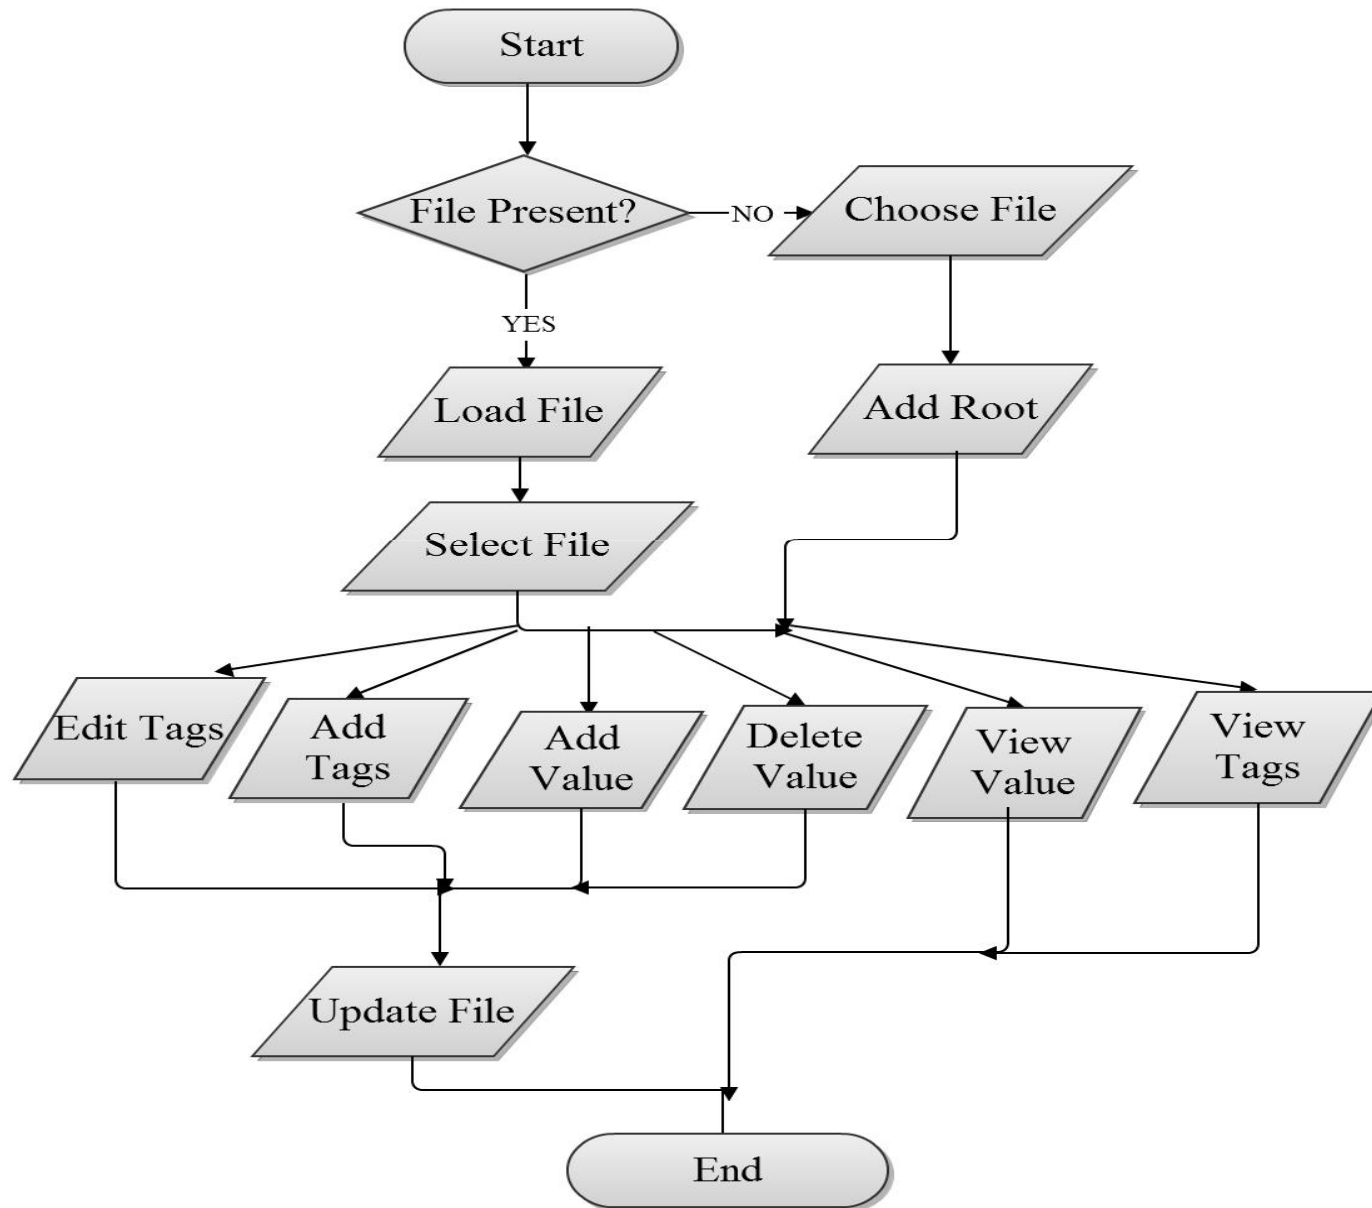 Start
File Present?
NO
Choose File
YES
Load File
Add Root
Select File
Edit Tags
Add
Tags
Add
Value
Delete
Value
View
Value
View
Tags
Update File
End